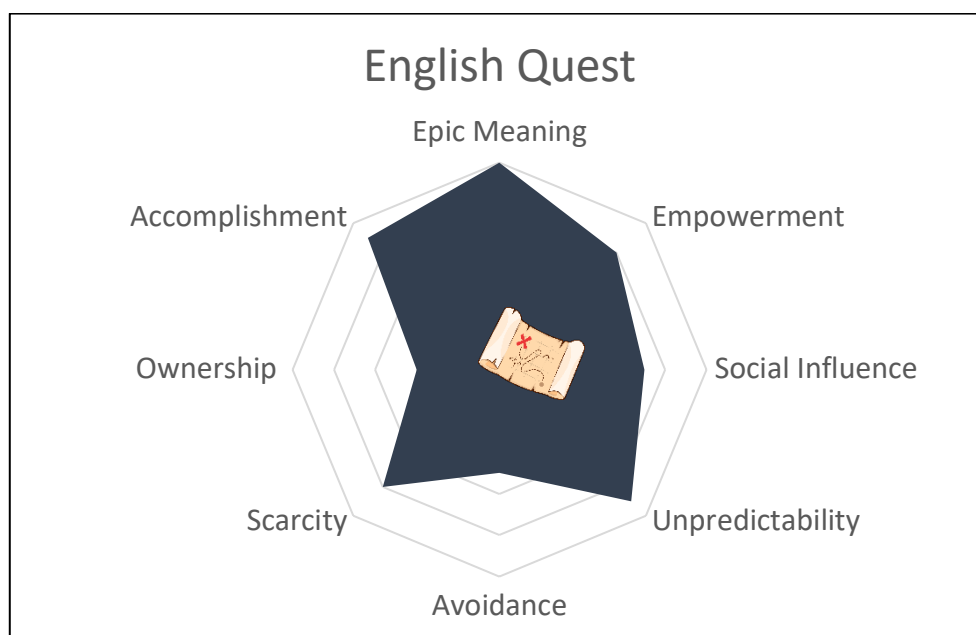 English Quest
Epic Meaning
Empowerment
Social Influence
Unpredictability
Avoidance
Scarcity
Ownership
Accomplishment